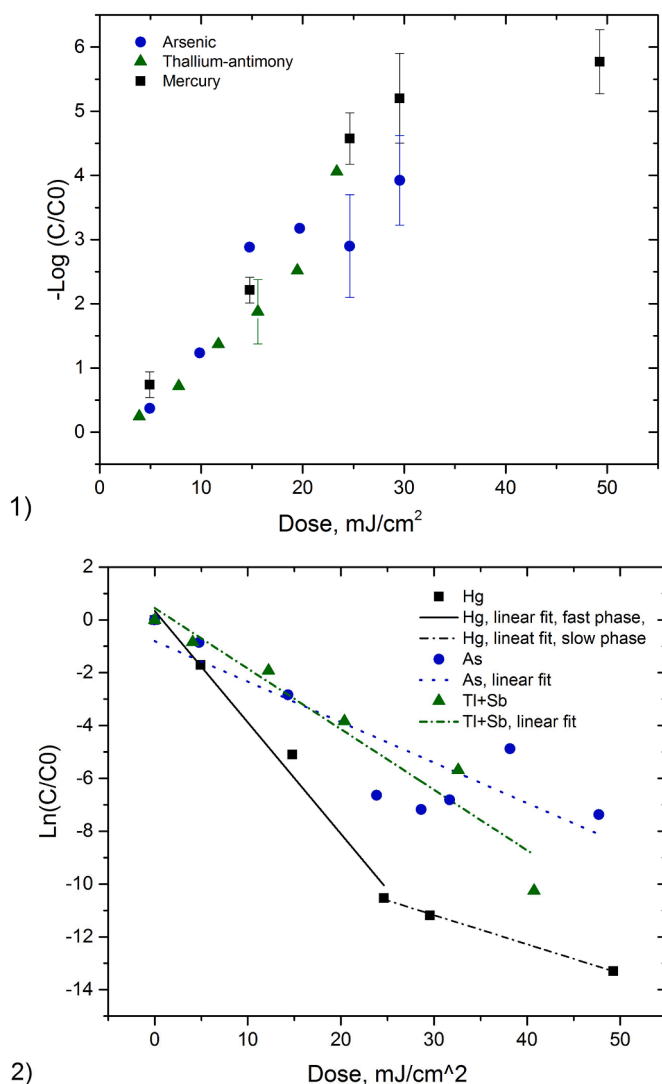 6
5
4
3
2
1
0
-Log (C/C0)
Arsenic
Thallium-antimony
Mercury
0 10 20 30 40 50
Dose, mJ/cm²
1)
2
0
-2
-4
-6
-8
-10
-12
-14
Ln(C/C0)
Hg
Hg, linear fit, fast phase,
Hg, lineat fit, slow phase
As
As, linear fit
Tl+Sb
Tl+Sb, linear fit
0 10 20 30 40 50
Dose, mJ/cm^2
2)